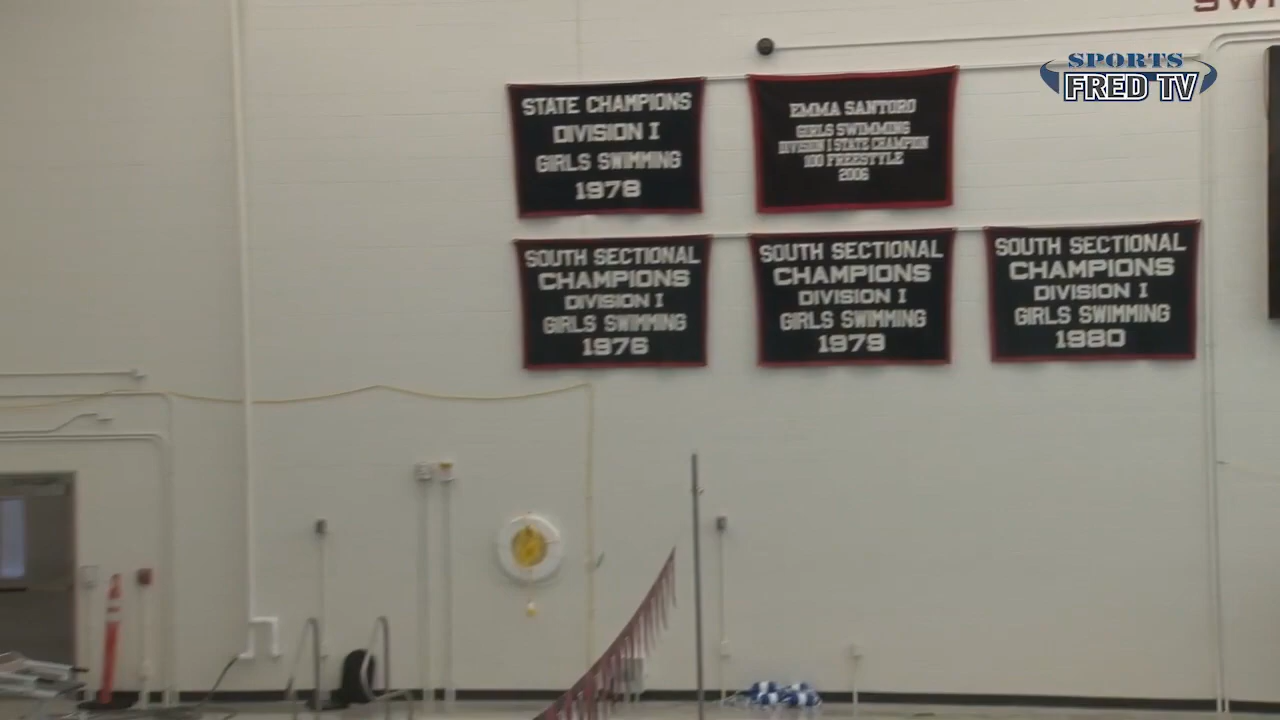 SPORTS
FRED TV
STATE CHAMPIONS
DIVISION I
GIRLS SWIMMING
1978
EMMA SANTORO
GIRLS SWIMMING
DIVISION I STATE CHAMPION
100 FREESTYLE
2006
SOUTH SECTIONAL
CHAMPIONS
DIVISION I
GIRLS SWIMMING
1976
SOUTH SECTIONAL
CHAMPIONS
DIVISION I
GIRLS SWIMMING
1979
SOUTH SECTIONAL
CHAMPIONS
DIVISION I
GIRLS SWIMMING
1980